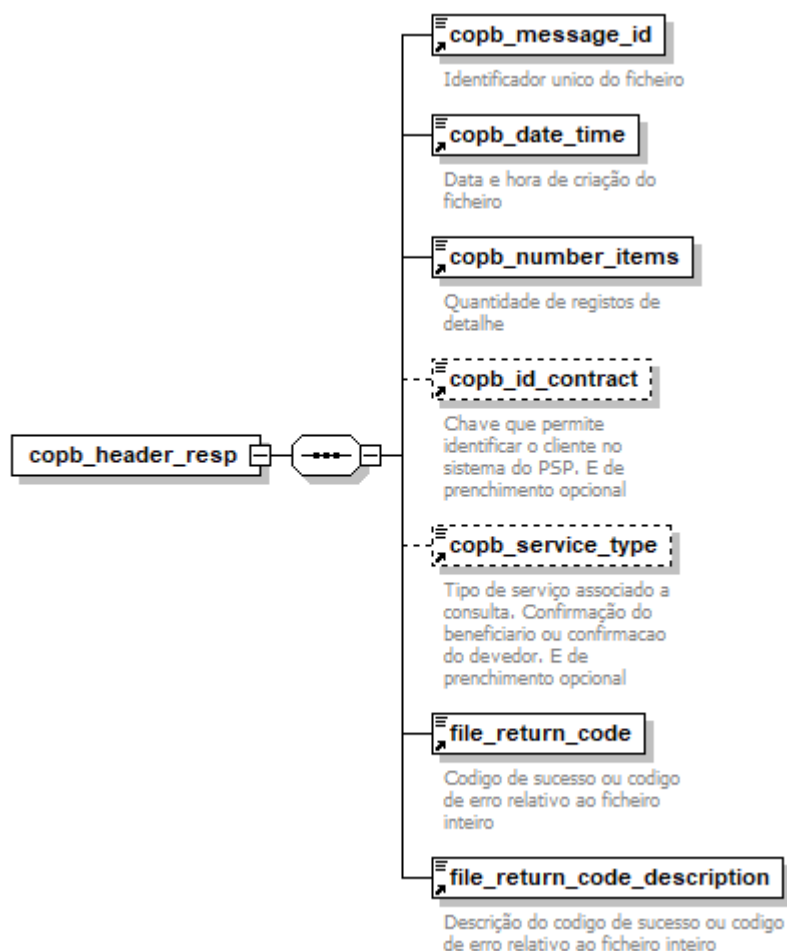 copb_message_id
Identificador unico do ficheiro
copb_date_time
Data e hora de criação do
ficheiro
copb_number_items
Quantidade de registos de
detalhe
copb_id_contract
Chave que permite
identificar o cliente no
sistema do PSP. E de
prenchimento opcional
copb_header_resp
copb_service_type
Tipo de serviço associado a
consulta. Confirmação do
beneficiario ou confirmacao
do devedor. E de
prenchimento opcional
file_return_code
Codigo de sucesso ou codigo
de erro relativo ao ficheiro
inteiro
file_return_code_description
Descrição do codigo de sucesso ou codigo
de erro relativo ao ficheiro inteiro